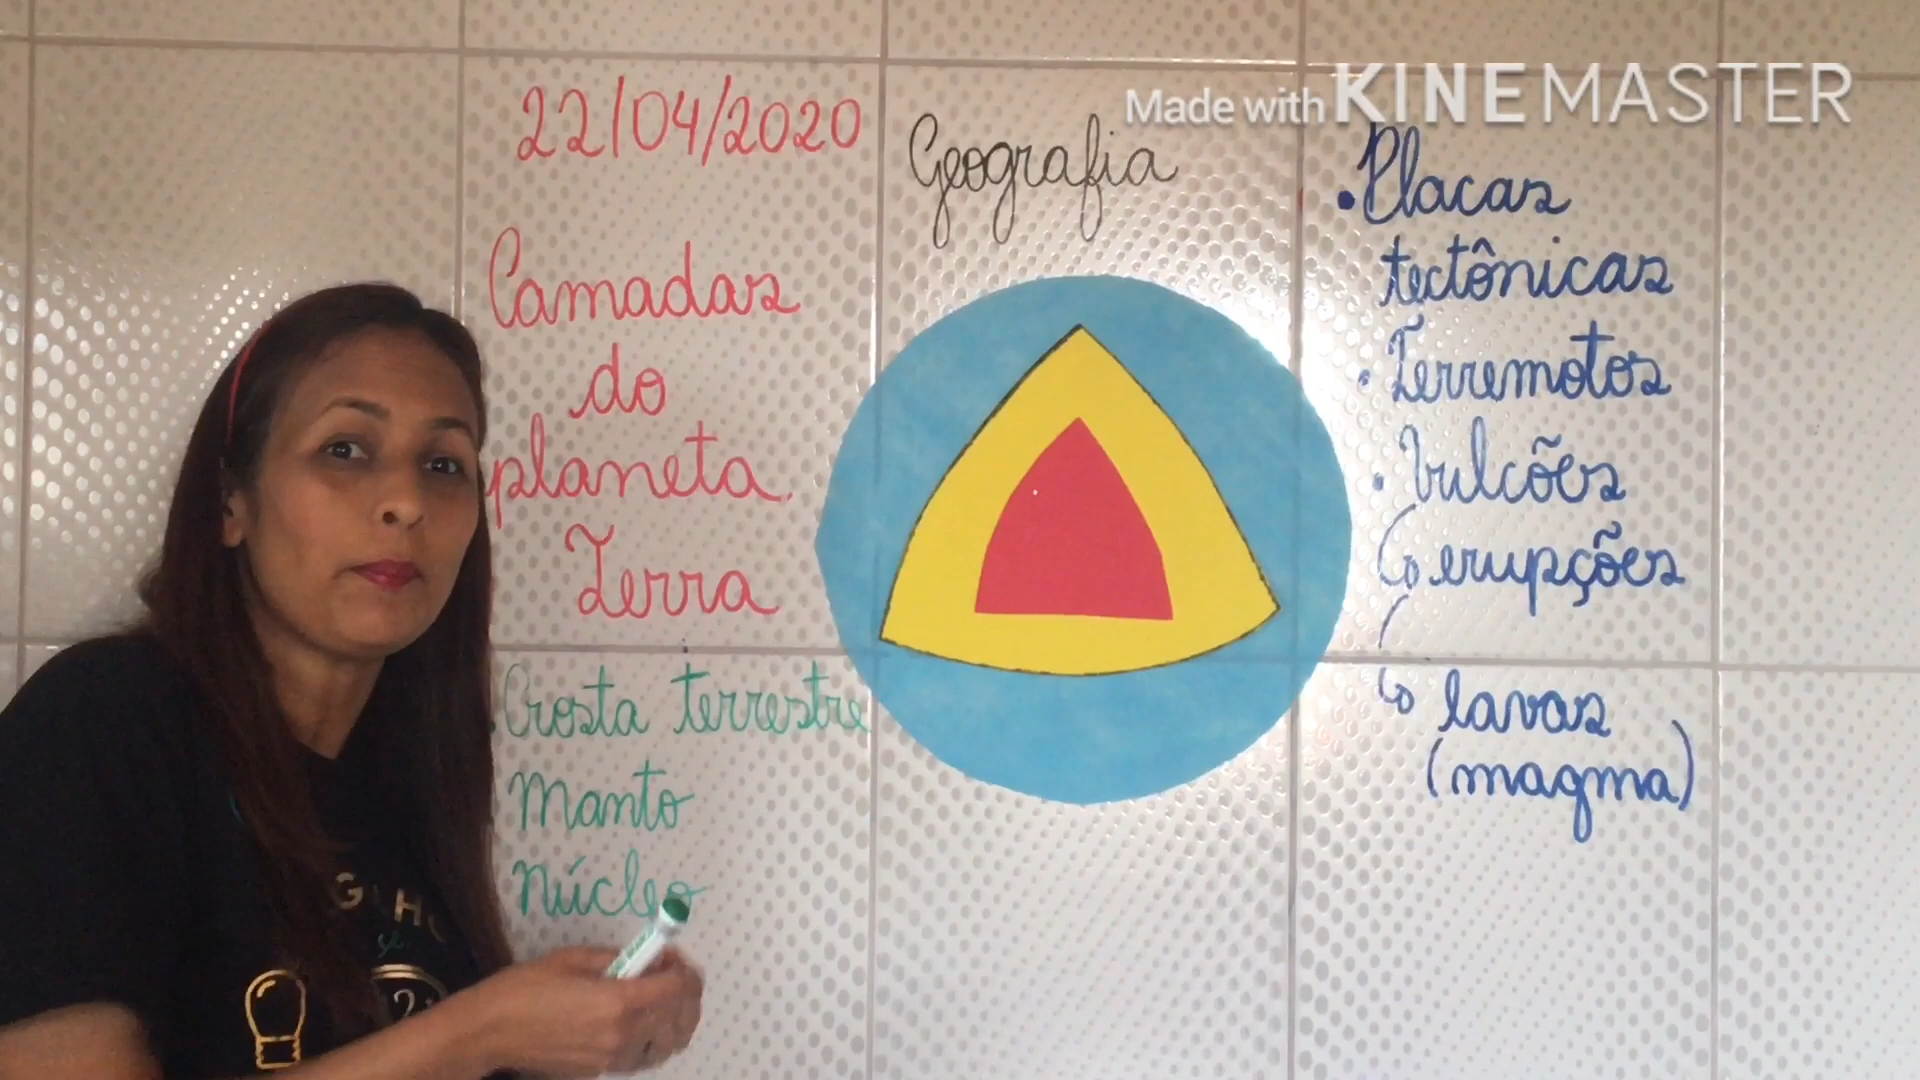 Made with KINEMASTER
22/04/2020
Geografia
Camadas
do
planeta
Terra
Crosta terrestre
Manto
Núcleo
• Placas
tectônicas
• Terremotos
• Vulcões
erupções
lavas
(magma)